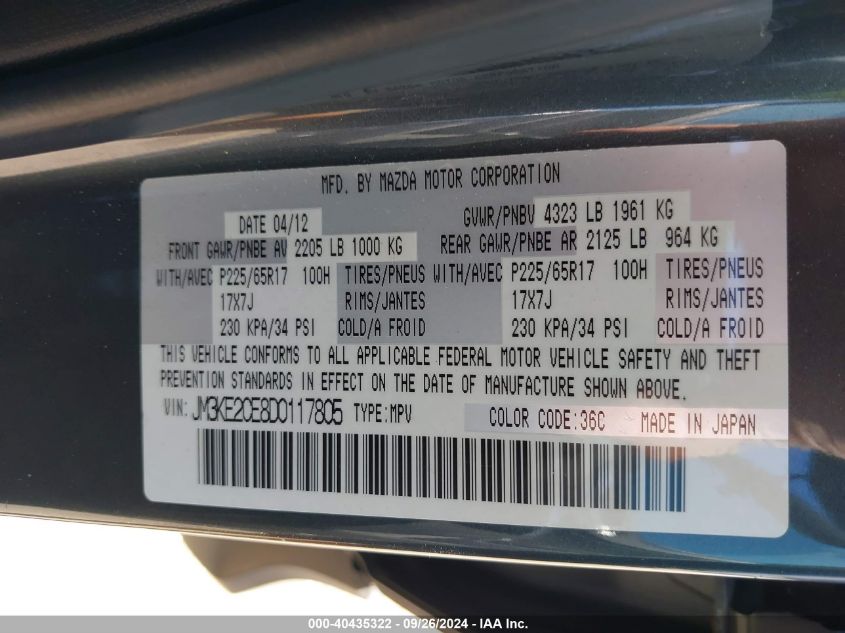 MFD. BY MAZDA MOTOR CORPORATION
DATE 04/12 GVWR/PNBV 4323 LB 1961 KG
FRONT GAWR/PNBE AV 2205 LB 1000 KG REAR GAWR/PNBE AR 2125 LB 964 KG
WITH/AVEC P225/65R17 100H TIRES/PNEUS WITH/AVEC P225/65R17 100H TIRES/PNEUS
17X7J RIMS/JANTES 17X7J RIMS/JANTES
230 KPA/34 PSI COLD/A FROID 230 KPA/34 PSI COLD/A FROID
THIS VEHICLE CONFORMS TO ALL APPLICABLE FEDERAL MOTOR VEHICLE SAFETY AND THEFT
PREVENTION STANDARDS IN EFFECT ON THE DATE OF MANUFACTURE SHOWN ABOVE.
VIN: JM3KE2CE8D0117805 TYPE:MPV COLOR CODE:36C MADE IN JAPAN
000-40435322 - 09/26/2024 - IAA Inc.